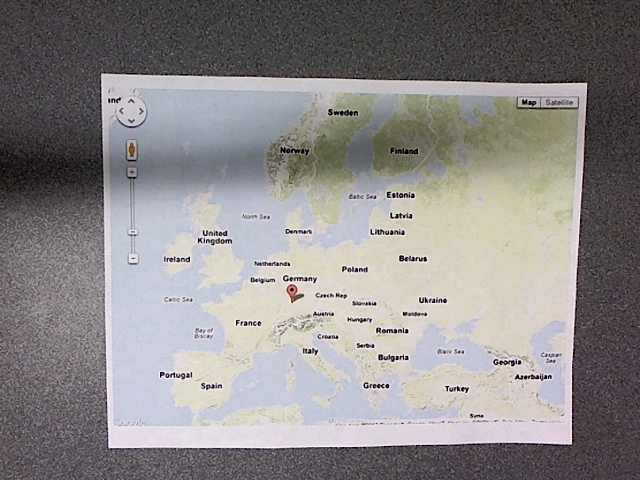 Map Satellite
Sweden
Norway
Finland
Baltic Sea
Estonia
North Sea
Latvia
Denmark
Lithuania
United
Kingdom
Ireland
Netherlands
Belarus
Poland
Belgium
Germany
Czech Rep
Celtic Sea
Slovakia
Ukraine
Austria
Hungary
Moldova
France
Bay of
Biscay
Romania
Croatia
Serbia
Italy
Bulgaria
Black Sea
Georgia
Caspian
Sea
Portugal
Spain
Greece
Turkey
Azerbaijan
Syria